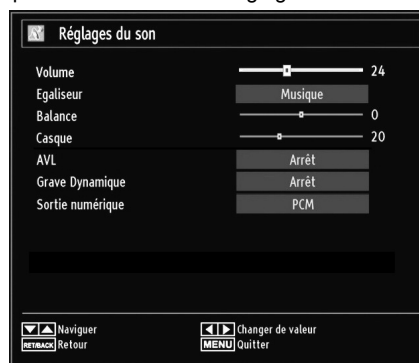 Réglages du son
Volume 24
Egaliseur Musique
Balance 0
Casque 20
AVL Arrêt
Grave Dynamique Arrêt
Sortie numérique PCM
Naviguer Changer de valeur
RET/BACK Retour MENU Quitter